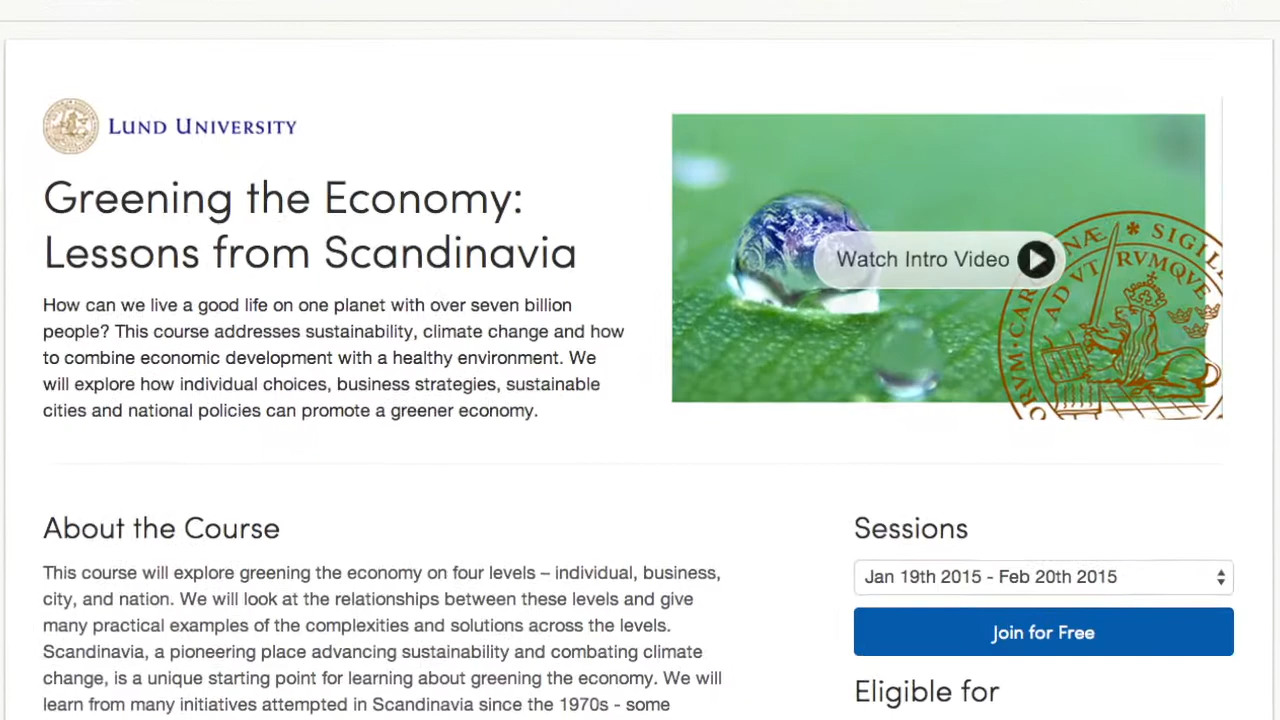 LUND UNIVERSITY
Greening the Economy:
Lessons from Scandinavia
How can we live a good life on one planet with over seven billion
people? This course addresses sustainability, climate change and how
to combine economic development with a healthy environment. We
will explore how individual choices, business strategies, sustainable
cities and national policies can promote a greener economy.
Watch Intro Video
NÆ * SIGIL
AD VTRVMQVE
ORVM·CAR
About the Course
This course will explore greening the economy on four levels – individual, business,
city, and nation. We will look at the relationships between these levels and give
many practical examples of the complexities and solutions across the levels.
Scandinavia, a pioneering place advancing sustainability and combating climate
change, is a unique starting point for learning about greening the economy. We will
learn from many initiatives attempted in Scandinavia since the 1970s - some
Sessions
Jan 19th 2015 - Feb 20th 2015
Join for Free
Eligible for